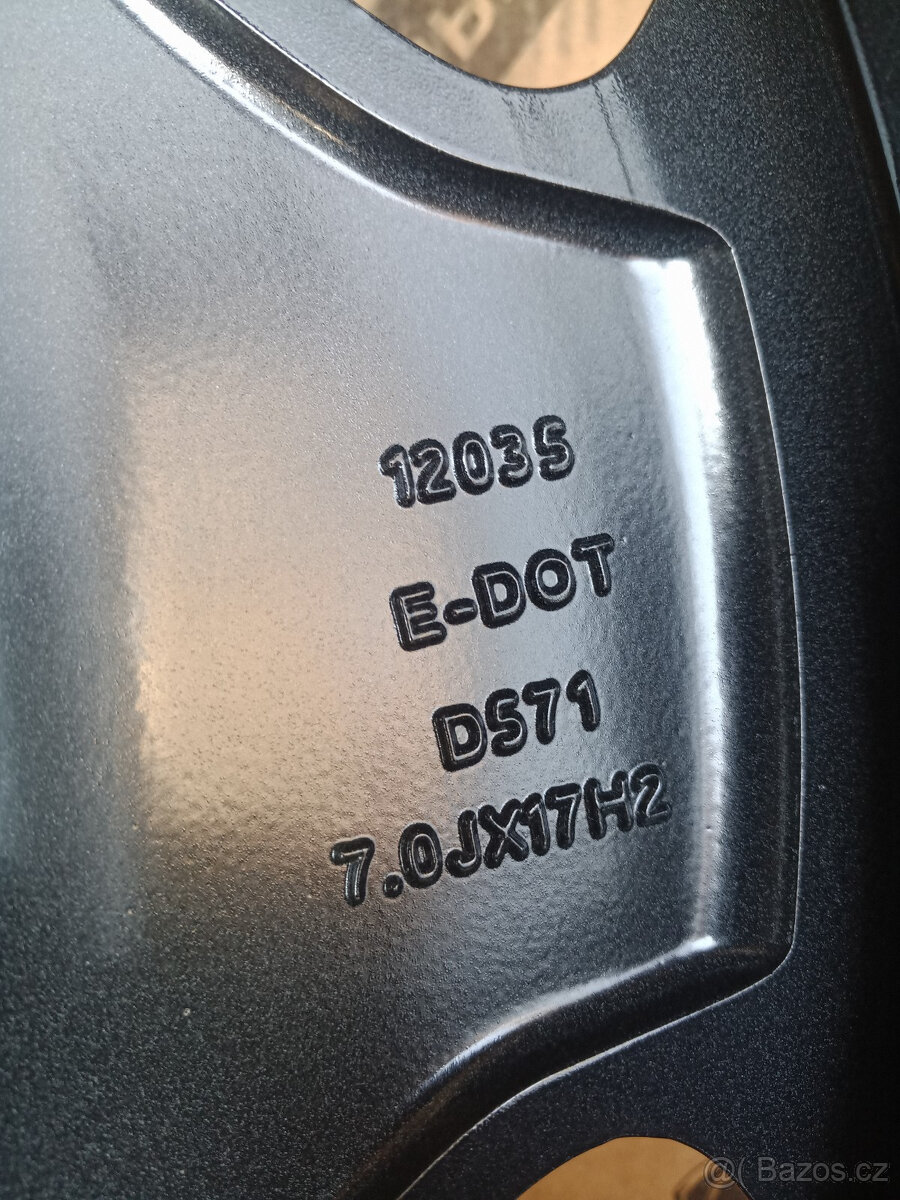 12035
E-DOT
D571
7.0JX17H2
@( Bazos.cz